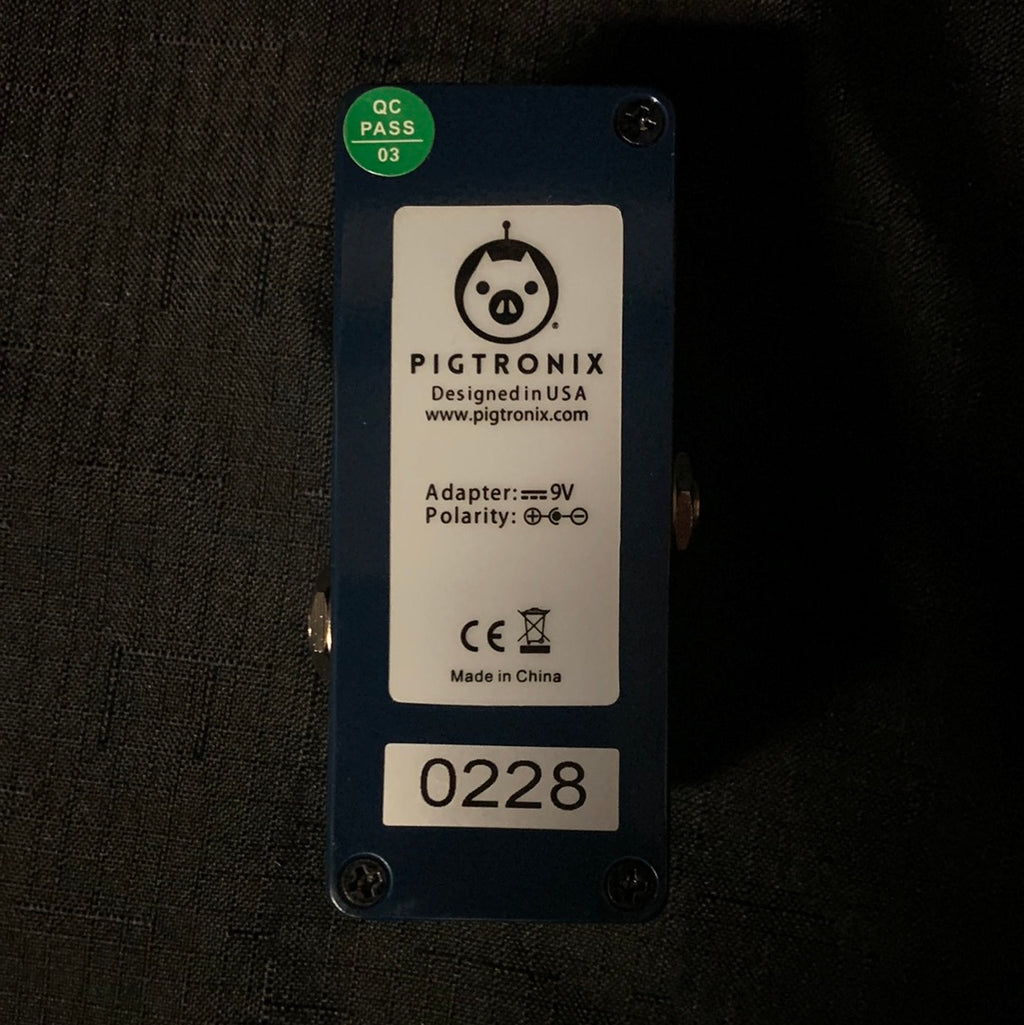 QC
PASS
03
®
PIGTRONIX
Designed in USA
www.pigtronix.com
Adapter: ⎓ 9V
Polarity:
CE
Made in China
0228